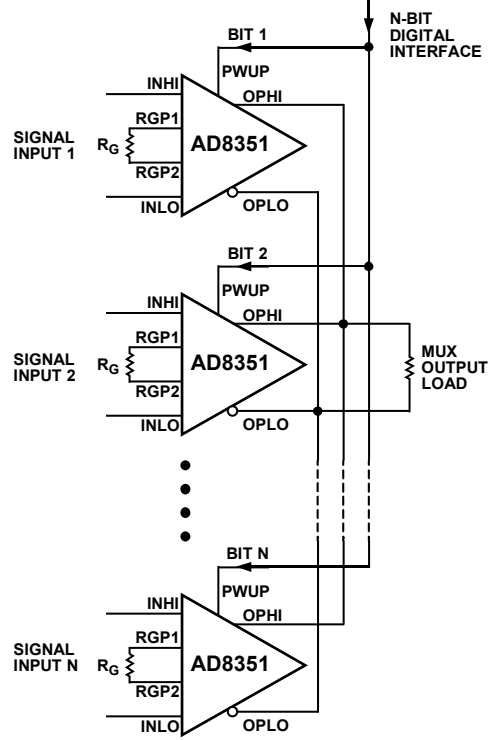 N-BIT
DIGITAL
INTERFACE
BIT 1
PWUP
INHI
OPHI
RGP1
SIGNAL
INPUT 1
RG
AD8351
RGP2
INLO
OPLO
BIT 2
PWUP
INHI
OPHI
RGP1
SIGNAL
INPUT 2
RG
AD8351
MUX
OUTPUT
LOAD
RGP2
INLO
OPLO
BIT N
PWUP
INHI
OPHI
RGP1
SIGNAL
INPUT N
RG
AD8351
RGP2
INLO
OPLO